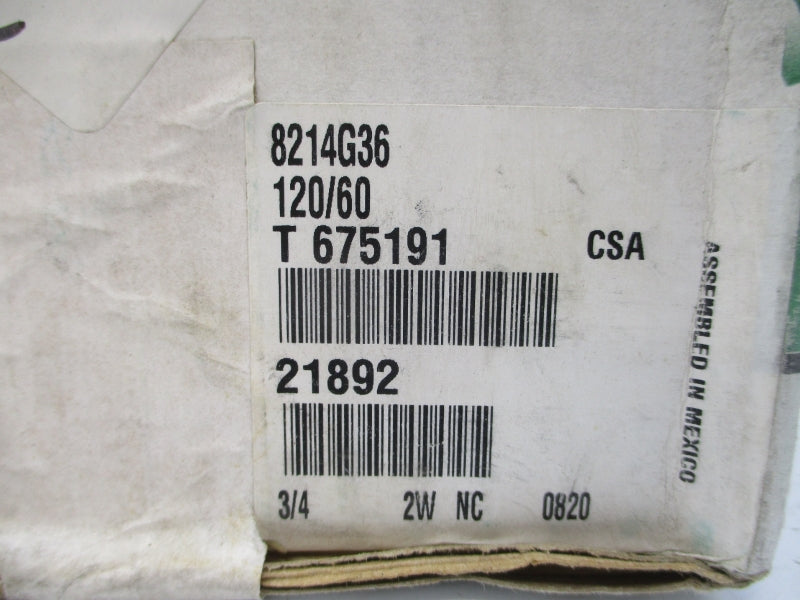 8214G36
120/60
T 675191 CSA
21892
3/4 2W NC 0820
ASSEMBLED IN MEXICO